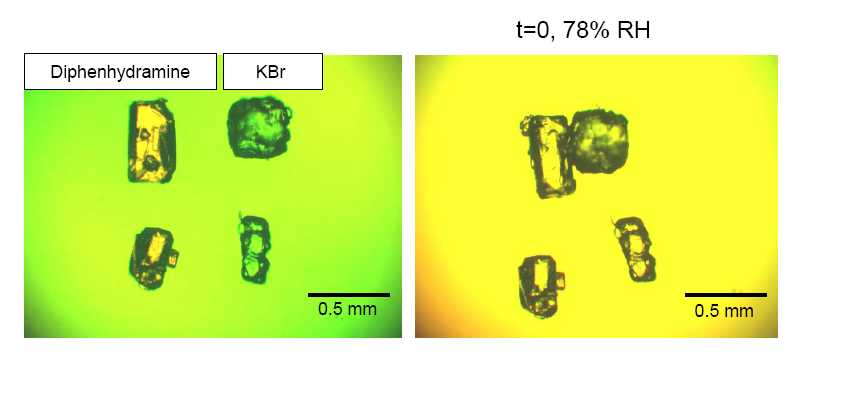 t=0, 78% RH
Diphenhydramine
KBr
0.5 mm
0.5 mm